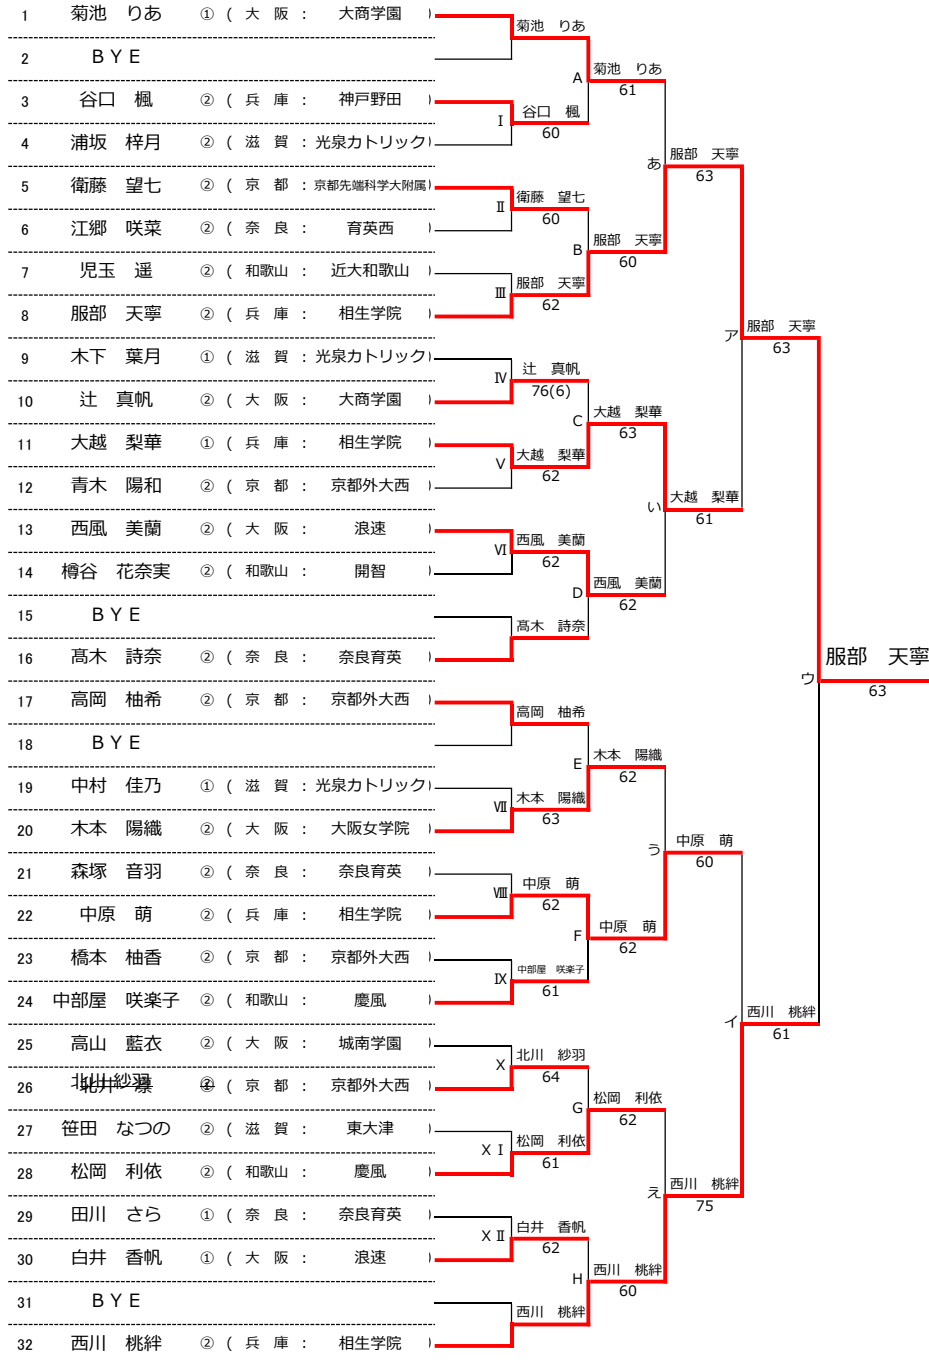 1 菊池 りあ ① ( 大 阪 : 大商学園 )
2 ＢＹＥ
3 谷口 楓 ② ( 兵 庫 : 神戸野田 )
4 浦坂 梓月 ② ( 滋 賀 : 光泉カトリック )
5 衛藤 望七 ② ( 京 都 : 京都先端科学大附属 )
6 江郷 咲菜 ② ( 奈 良 : 育英西 )
7 児玉 遥 ② ( 和歌山 : 近大和歌山 )
8 服部 天寧 ② ( 兵 庫 : 相生学院 )
9 木下 葉月 ① ( 滋 賀 : 光泉カトリック )
10 辻 真帆 ② ( 大 阪 : 大商学園 )
11 大越 梨華 ① ( 兵 庫 : 相生学院 )
12 青木 陽和 ② ( 京 都 : 京都外大西 )
13 西風 美蘭 ② ( 大 阪 : 浪速 )
14 樽谷 花奈実 ② ( 和歌山 : 開智 )
15 ＢＹＥ
16 髙木 詩奈 ② ( 奈 良 : 奈良育英 )
17 高岡 柚希 ② ( 京 都 : 京都外大西 )
18 ＢＹＥ
19 中村 佳乃 ① ( 滋 賀 : 光泉カトリック )
20 木本 陽織 ② ( 大 阪 : 大阪女学院 )
21 森塚 音羽 ② ( 奈 良 : 奈良育英 )
22 中原 萌 ② ( 兵 庫 : 相生学院 )
23 橋本 柚香 ② ( 京 都 : 京都外大西 )
24 中部屋 咲楽子 ② ( 和歌山 : 慶風 )
25 高山 藍衣 ② ( 大 阪 : 城南学園 )
26 北川 紗羽 ② ( 京 都 : 京都外大西 )
27 笹田 なつの ② ( 滋 賀 : 東大津 )
28 松岡 利依 ② ( 和歌山 : 慶風 )
29 田川 さら ① ( 奈 良 : 奈良育英 )
30 白井 香帆 ① ( 大 阪 : 浪速 )
31 ＢＹＥ
32 西川 桃絆 ② ( 兵 庫 : 相生学院 )
菊池 りあ
Ⅰ 谷口 楓
60
Ⅱ 衛藤 望七
60
Ⅲ 服部 天寧
62
Ⅳ 辻 真帆
76(6)
Ⅴ 大越 梨華
62
Ⅵ 西風 美蘭
62
髙木 詩奈
高岡 柚希
Ⅶ 木本 陽織
63
Ⅷ 中原 萌
62
Ⅸ 中部屋 咲楽子
61
Ⅹ 北川 紗羽
64
ⅩⅠ 松岡 利依
61
ⅩⅡ 白井 香帆
62
西川 桃絆
A 菊池 りあ
61
B 服部 天寧
60
C 大越 梨華
63
D 西風 美蘭
62
E 木本 陽織
62
F 中原 萌
62
G 松岡 利依
62
H 西川 桃絆
60
あ 服部 天寧
63
い 大越 梨華
61
う 中原 萌
60
え 西川 桃絆
75
ア 服部 天寧
63
イ 西川 桃絆
61
ウ 服部 天寧
63